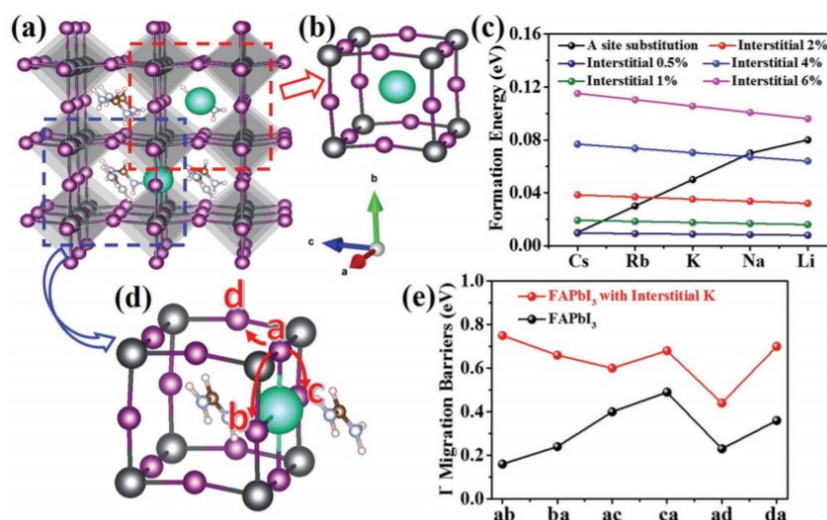 (a)
(b)
(c)
Formation Energy (eV)
0.16
0.12
0.08
0.04
0.00
A site substitution
Interstitial 2%
Interstitial 0.5%
Interstitial 4%
Interstitial 1%
Interstitial 6%
Cs
Rb
K
Na
Li
b
c
a
(d)
d
a
c
b
(e)
I⁻ Migration Barriers (eV)
1.0
0.8
0.6
0.4
0.2
0.0
FAPbI₃ with Interstitial K
FAPbI₃
ab
ba
ac
ca
ad
da